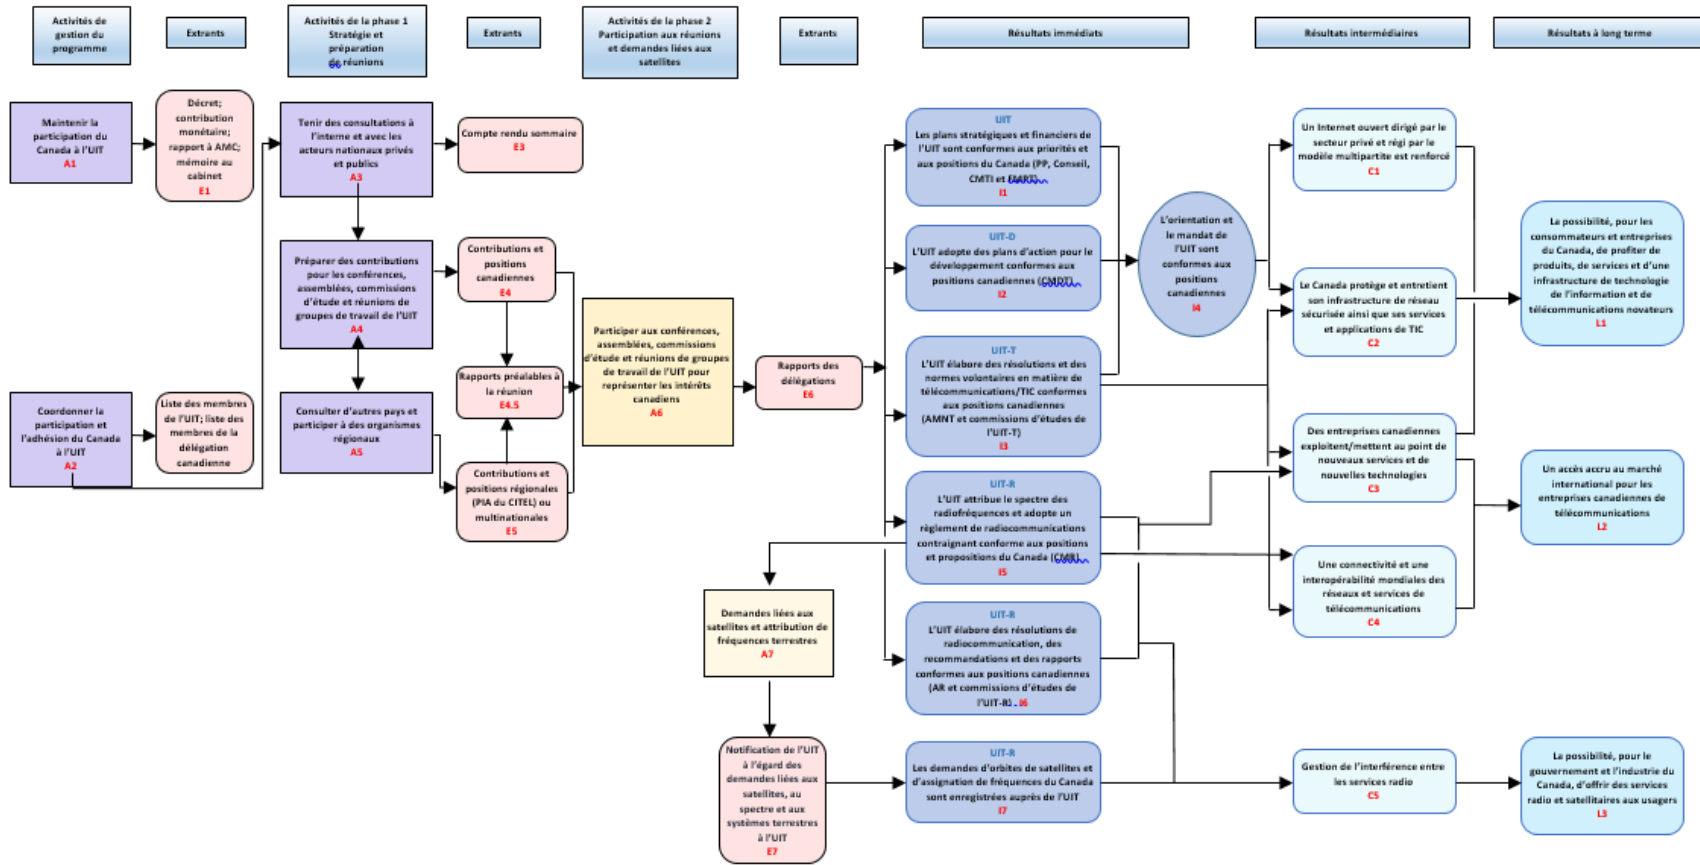 Activités de
gestion du
programme
Extrants
Activités de la phase 1
Stratégie et
préparation
de réunions
Extrants
Activités de la phase 2
Participation aux réunions
et demandes liées aux
satellites
Extrants
Résultats immédiats
Résultats intermédiaires
Résultats à long terme
Maintenir la
participation du
Canada à l'UIT
A1
Décret;
contribution
monétaire;
rapport à AMC;
mémoire au
cabinet
E1
Tenir des consultations à
l'interne et avec les
acteurs nationaux privés
et publics
A3
Compte rendu sommaire
E3
Préparer des contributions
pour les conférences,
assemblées, commissions
d'étude et réunions de
groupes de travail de l'UIT
A4
Contributions et
positions
canadiennes
E4
Coordonner la
participation et
l'adhésion du Canada
à l'UIT
A2
Liste des membres
de l'UIT; liste des
membres de la
délégation
canadienne
Consulter d'autres pays et
participer à des organismes
régionaux
A5
Rapports préalables à
la réunion
E4.5
Contributions et
positions régionales
(PIA du CITEL) ou
multinationales
E5
Participer aux conférences,
assemblées, commissions
d'étude et réunions de groupes
de travail de l'UIT pour
représenter les intérêts
canadiens
A6
Rapports des
délégations
E6
Demandes liées aux
satellites et attribution de
fréquences terrestres
A7
Notification de l'UIT
à l'égard des
demandes liées aux
satellites, au
spectre et aux
systèmes terrestres
à l'UIT
E7
UIT
Les plans stratégiques et financiers de
l'UIT sont conformes aux priorités et
aux positions du Canada (PP, Conseil,
CMTI et FMPT)
I1
UIT-D
L'UIT adopte des plans d'action pour le
développement conformes aux
positions canadiennes (CMDT)
I2
UIT-T
L'UIT élabore des résolutions et des
normes volontaires en matière de
télécommunications/TIC conformes
aux positions canadiennes
(AMNT et commissions d'études de
l'UIT-T)
I3
L'orientation et
le mandat de
l'UIT sont
conformes aux
positions
canadiennes
I4
UIT-R
L'UIT attribue le spectre des
radiofréquences et adopte un
règlement de radiocommunications
contraignant conforme aux positions
et propositions du Canada (CMR)
I5
UIT-R
L'UIT élabore des résolutions de
radiocommunication, des
recommandations et des rapports
conformes aux positions canadiennes
(AR et commissions d'études de
l'UIT-R). I6
UIT-R
Les demandes d'orbites de satellites et
d'assignation de fréquences du Canada
sont enregistrées auprès de l'UIT
I7
Un Internet ouvert dirigé par le
secteur privé et régi par le
modèle multipartite est renforcé
C1
Le Canada protège et entretient
son infrastructure de réseau
sécurisée ainsi que ses services
et applications de TIC
C2
Des entreprises canadiennes
exploitent/mettent au point de
nouveaux services et de
nouvelles technologies
C3
Une connectivité et une
interopérabilité mondiales des
réseaux et services de
télécommunications
C4
Gestion de l'interférence entre
les services radio
C5
La possibilité, pour les
consommateurs et entreprises
du Canada, de profiter de
produits, de services et d'une
infrastructure de technologie
de l'information et de
télécommunications novateurs
L1
Un accès accru au marché
international pour les
entreprises canadiennes de
télécommunications
L2
La possibilité, pour le
gouvernement et l'industrie du
Canada, d'offrir des services
radio et satellitaires aux usagers
L3